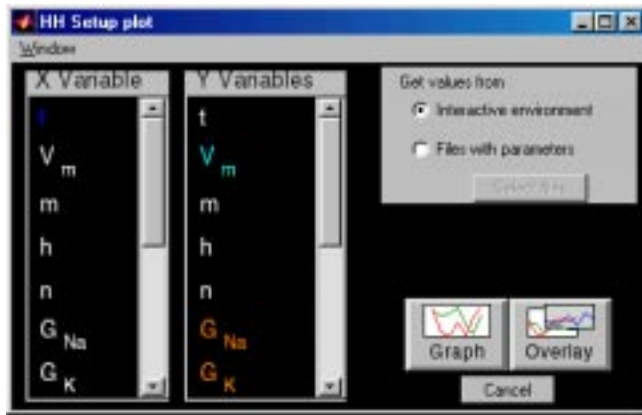 HH Setup plot
Window
X Variable
t
V m
m
h
n
G Na
G K
Y Variables
t
V m
m
h
n
G Na
G K
Get values from
Interactive environment
Files with parameters
Graph
Overlay
Cancel